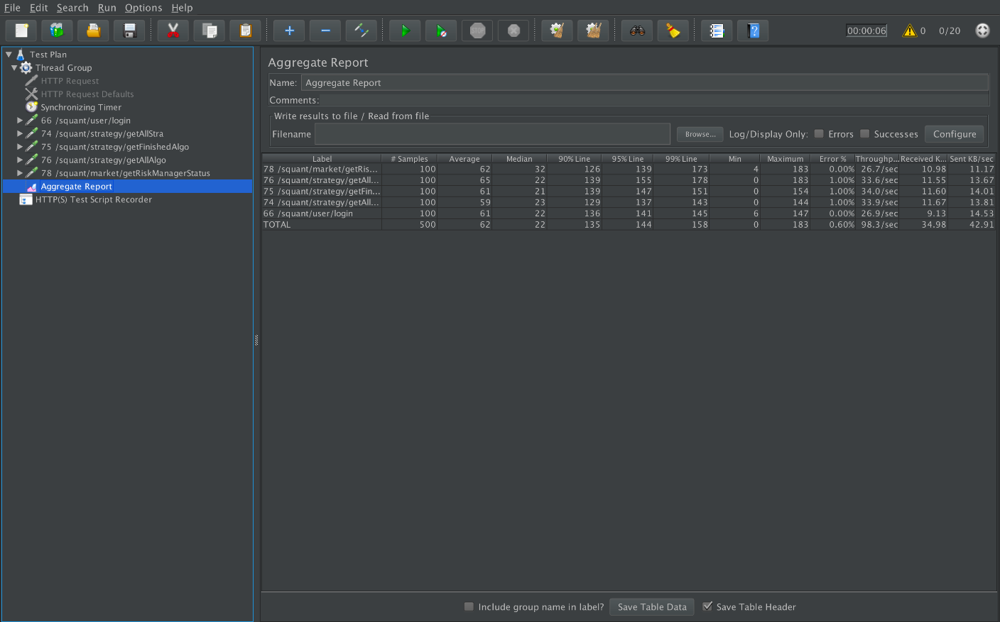 File Edit Search Run Options Help
00:00:06 0 0/20
Test Plan
Thread Group
HTTP Request
HTTP Request Defaults
Synchronizing Timer
66 /squant/user/login
74 /squant/strategy/getAllStra
75 /squant/strategy/getFinishedAlgo
76 /squant/strategy/getAllAlgo
78 /squant/market/getRiskManagerStatus
Aggregate Report
HTTP(S) Test Script Recorder
Aggregate Report
Name: Aggregate Report
Comments:
Write results to file / Read from file
Filename Browse... Log/Display Only: Errors Successes Configure
Label # Samples Average Median 90% Line 95% Line 99% Line Min Maximum Error % Throughp... Received K... Sent KB/sec
78 /squant/market/getRis... 100 62 32 126 139 173 4 183 0.00% 26.7/sec 10.98 11.17
76 /squant/strategy/getAll... 100 65 22 139 155 178 0 183 1.00% 33.6/sec 11.55 13.67
75 /squant/strategy/getFin... 100 61 21 139 147 151 0 154 1.00% 34.0/sec 11.60 14.01
74 /squant/strategy/getAll... 100 59 23 129 137 143 0 144 1.00% 33.9/sec 11.67 13.81
66 /squant/user/login 100 61 22 136 141 145 6 147 0.00% 26.9/sec 9.13 14.53
TOTAL 500 62 22 135 144 158 0 183 0.60% 98.3/sec 34.98 42.91
Include group name in label? Save Table Data Save Table Header